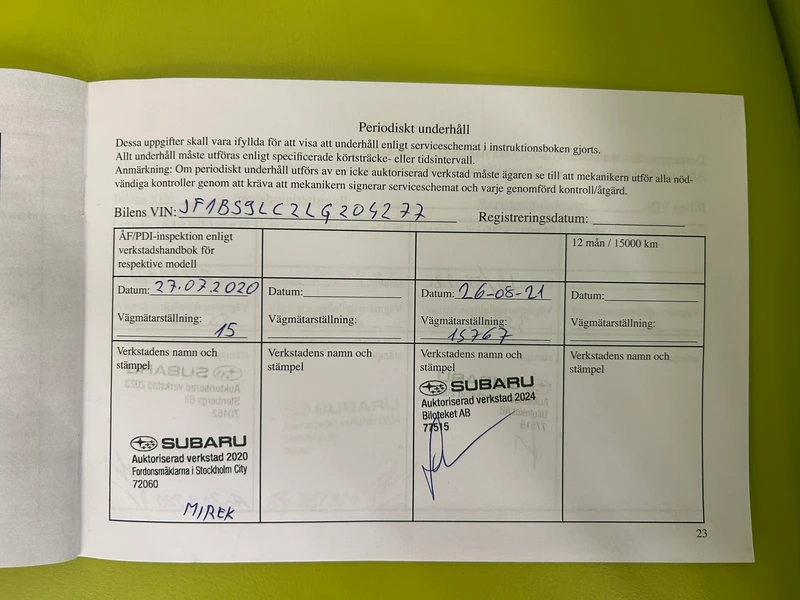 Periodiskt underhåll
Dessa uppgifter skall vara ifyllda för att visa att underhåll enligt serviceschemat i instruktionsboken gjorts.
Allt underhåll måste utföras enligt specificerade körtsträcke- eller tidsintervall.
Anmärkning: Om periodiskt underhåll utförs av en icke auktoriserad verkstad måste ägaren se till att mekanikern utför alla nöd-
vändiga kontroller genom att kräva att mekanikern signerar serviceschemat och varje genomförd kontroll/åtgärd.
Bilens VIN: JF1BS9LC2LG204277 Registreringsdatum:
ÅF/PDI-inspektion enligt
verkstadshandbok för
respektive modell
12 mån / 15000 km
Datum: 27.07.2020
Datum:
Datum: 26-08-21
Datum:
Vägmätarställning:
15
Vägmätarställning:
Vägmätarställning:
15767
Vägmätarställning:
Verkstadens namn och
stämpel
SUBARU
Auktoriserad verkstad 2020
Fordonsmäklarna i Stockholm City
72060
MIREK
Verkstadens namn och
stämpel
Verkstadens namn och
stämpel
SUBARU
Auktoriserad verkstad 2024
Biloteket AB
77515
Verkstadens namn och
stämpel
23